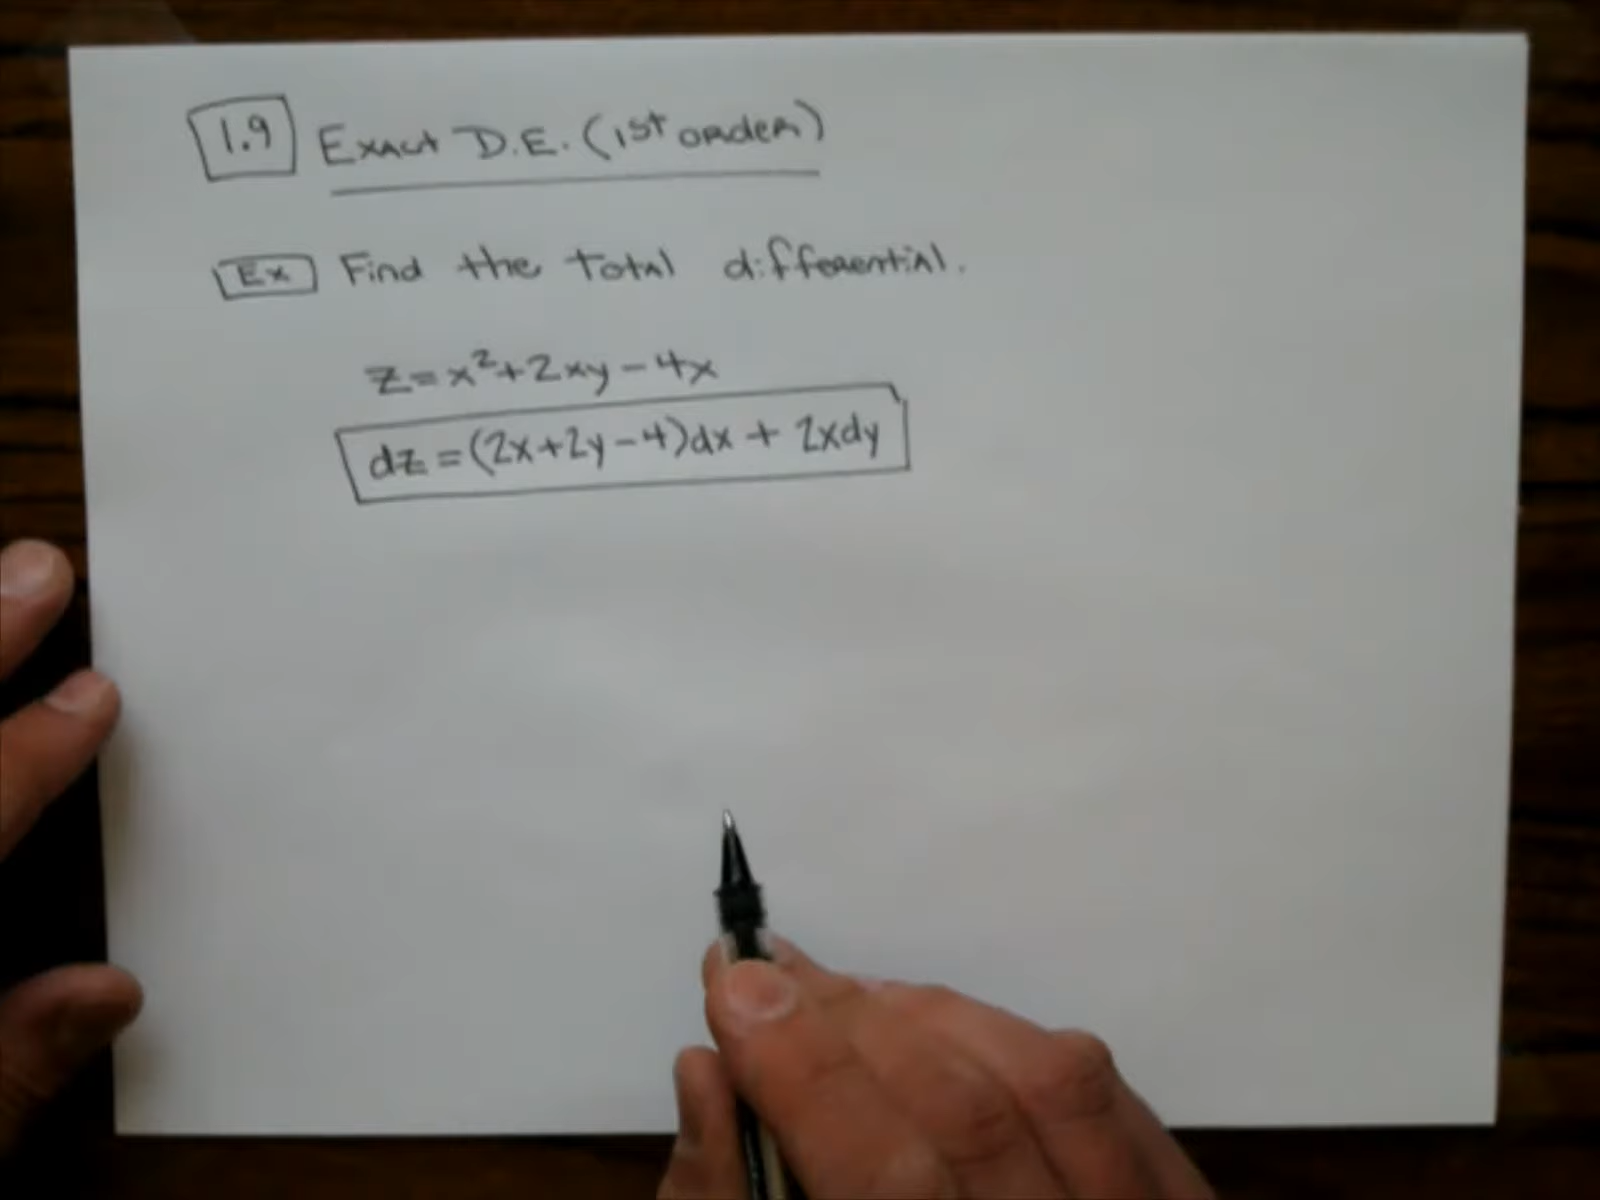 1.9 Exact D.E. (1st order)
Ex Find the total differential.
z = x² + 2xy - 4x
dz = (2x + 2y - 4)dx + 2xdy